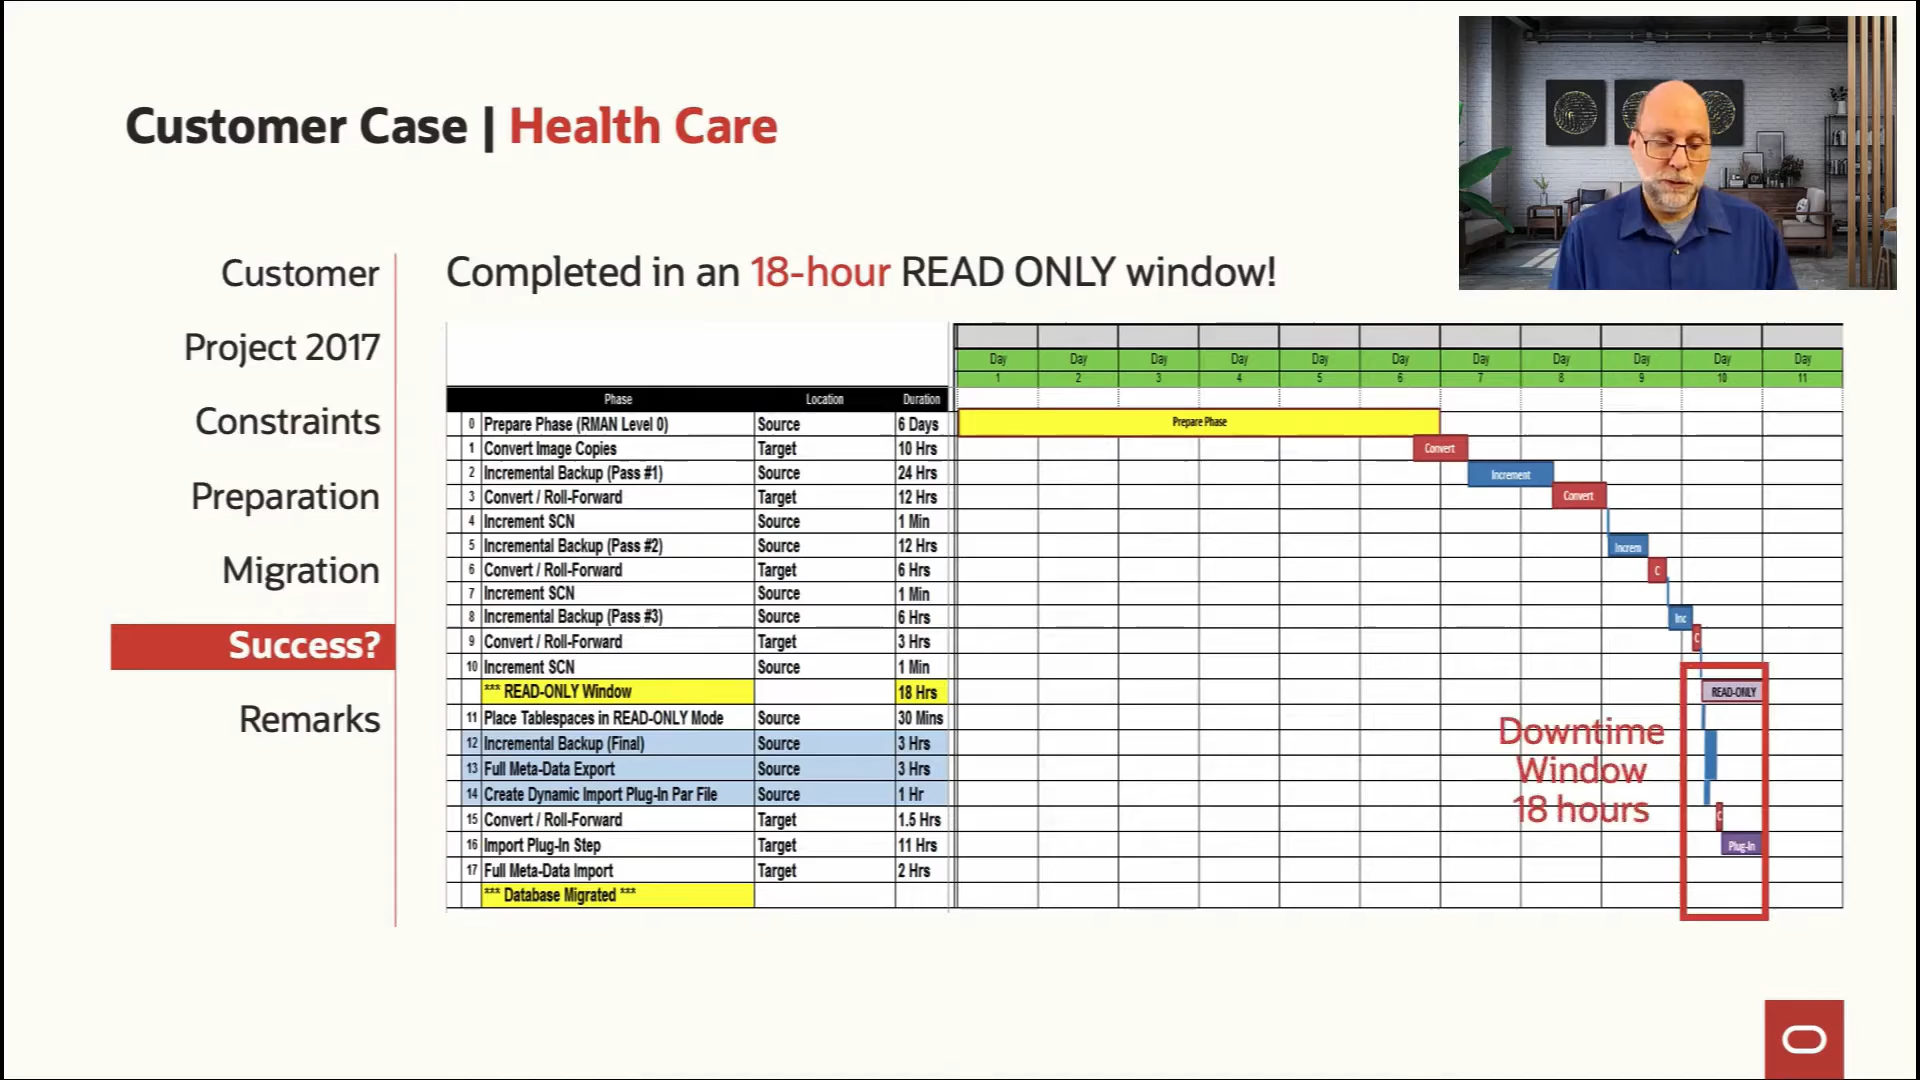 Customer Case | Health Care
Customer
Project 2017
Constraints
Preparation
Migration
Success?
Remarks
Completed in an 18-hour READ ONLY window!
Day Day Day Day Day Day Day Day Day Day Day
1 2 3 4 5 6 7 8 9 10 11
Phase Location Duration
0 Prepare Phase (RMAN Level 0) Source 6 Days Prepare Phase
1 Convert Image Copies Target 10 Hrs Convert
2 Incremental Backup (Pass #1) Source 24 Hrs Increment
3 Convert / Roll-Forward Target 12 Hrs Convert
4 Increment SCN Source 1 Min
5 Incremental Backup (Pass #2) Source 12 Hrs Increm
6 Convert / Roll-Forward Target 6 Hrs C
7 Increment SCN Source 1 Min
8 Incremental Backup (Pass #3) Source 6 Hrs Inc
9 Convert / Roll-Forward Target 3 Hrs C
10 Increment SCN Source 1 Min
*** READ-ONLY Window 18 Hrs READ-ONLY
11 Place Tablespaces in READ-ONLY Mode Source 30 Mins
12 Incremental Backup (Final) Source 3 Hrs
13 Full Meta-Data Export Source 3 Hrs
14 Create Dynamic Import Plug-In Par File Source 1 Hr
15 Convert / Roll-Forward Target 1.5 Hrs C
16 Import Plug-In Step Target 11 Hrs Plug-In
17 Full Meta-Data Import Target 2 Hrs
*** Database Migrated ***
Downtime
Window
18 hours